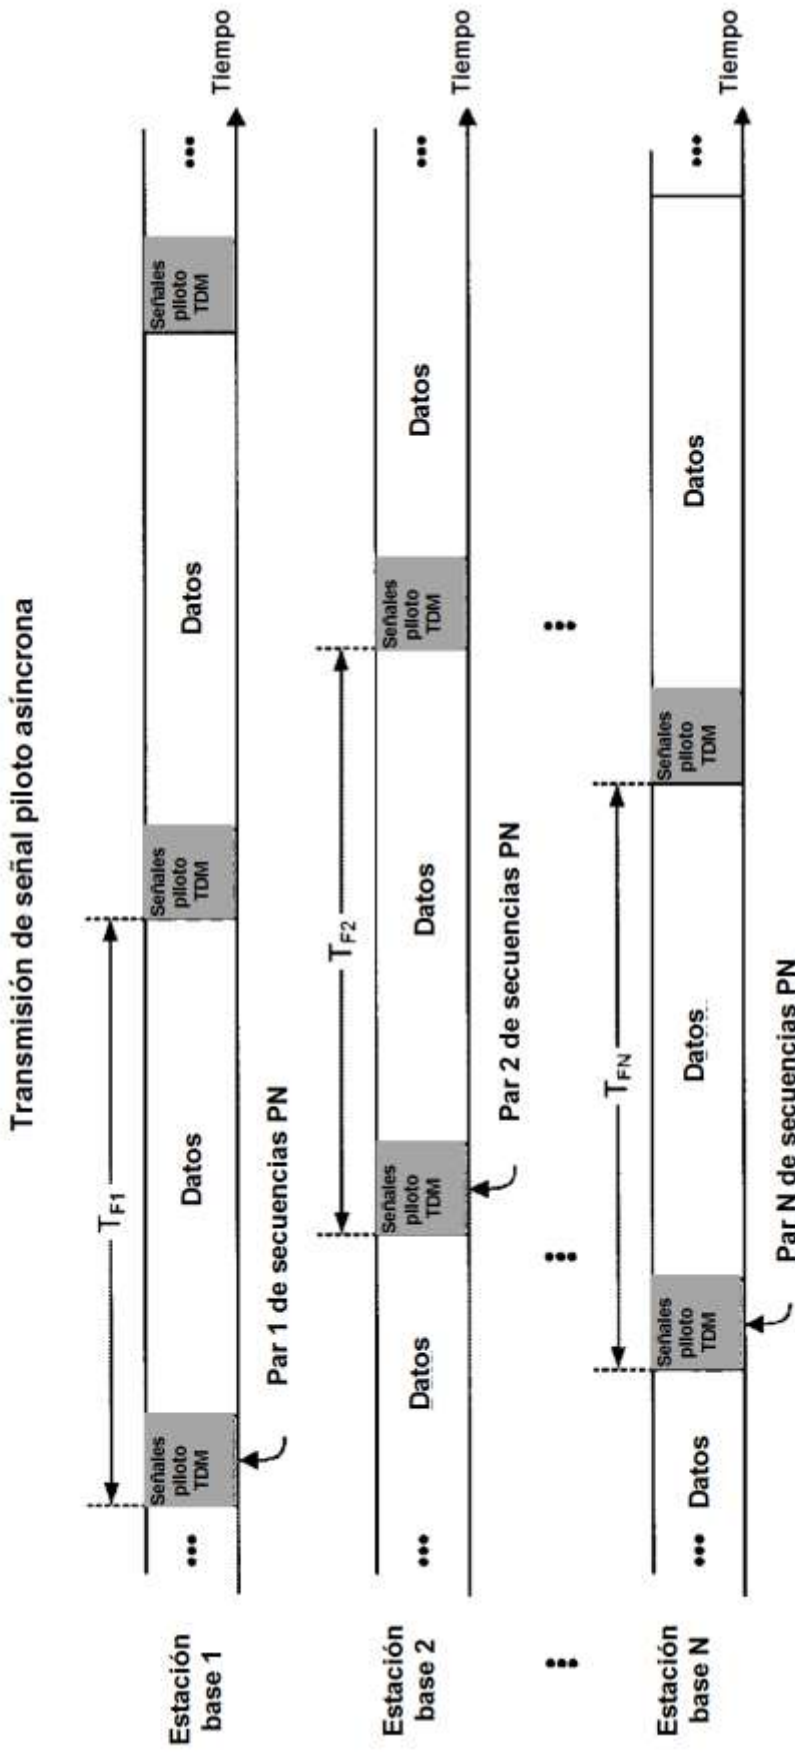 Transmisión de señal piloto asíncrona
Estación
base 1
•••
Señales
piloto
TDM
Datos
Señales
piloto
TDM
Datos
Señales
piloto
TDM
•••
Tiempo
TF1
Par 1 de secuencias PN
Estación
base 2
•••
Datos
Señales
piloto
TDM
Datos
Señales
piloto
TDM
Datos
•••
Tiempo
TF2
Par 2 de secuencias PN
•••
•••
•••
Estación
base N
•••
Datos
Señales
piloto
TDM
Datos
Señales
piloto
TDM
Datos
•••
Tiempo
TFN
Par N de secuencias PN